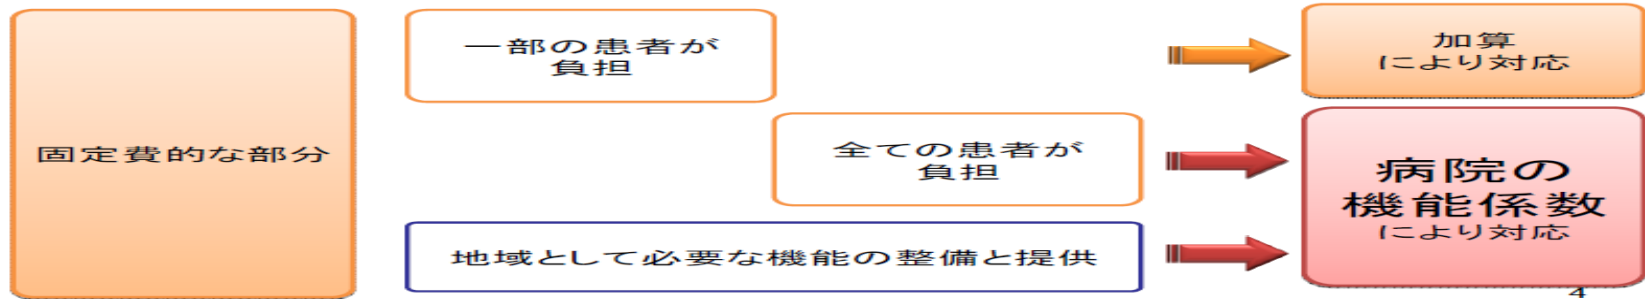 固定費的な部分
一部の患者が
負担
加算
により対応
全ての患者が
負担
病院の
機能係数
により対応
地域として必要な機能の整備と提供
4